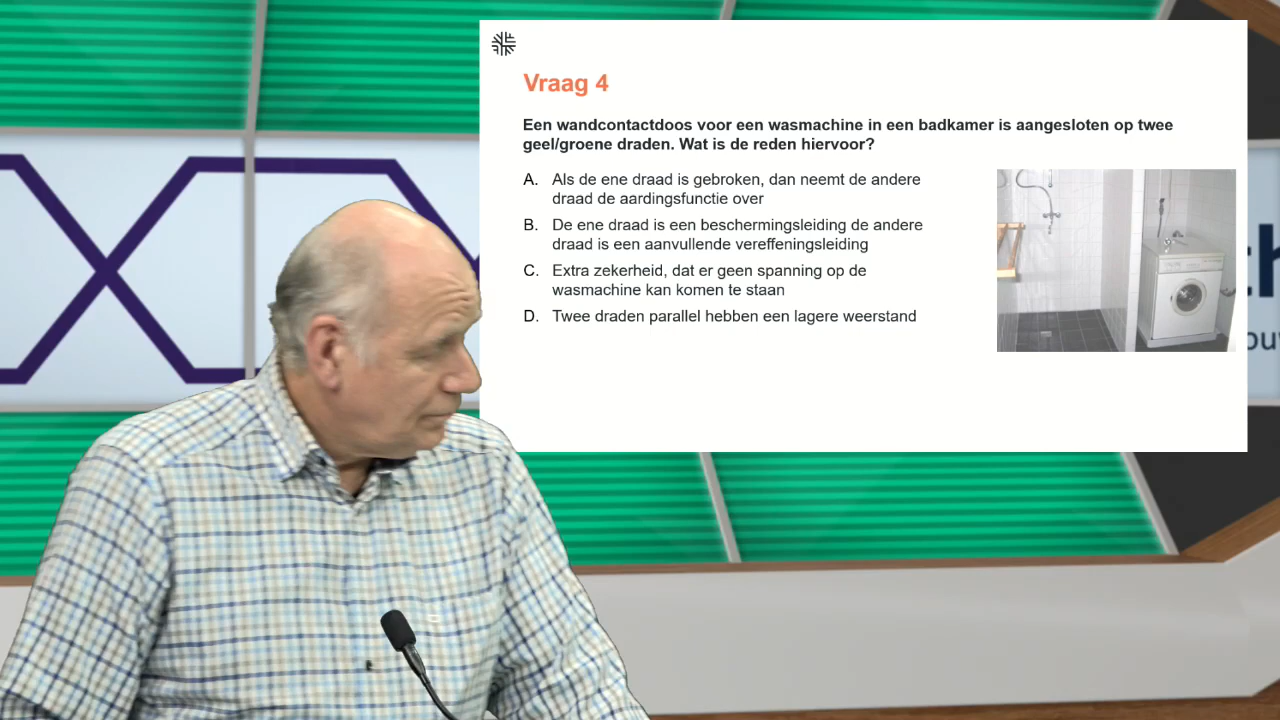 Vraag 4
Een wandcontactdoos voor een wasmachine in een badkamer is aangesloten op twee
geel/groene draden. Wat is de reden hiervoor?
A. Als de ene draad is gebroken, dan neemt de andere
draad de aardingsfunctie over
B. De ene draad is een beschermingsleiding de andere
draad is een aanvullende vereffeningsleiding
C. Extra zekerheid, dat er geen spanning op de
wasmachine kan komen te staan
D. Twee draden parallel hebben een lagere weerstand